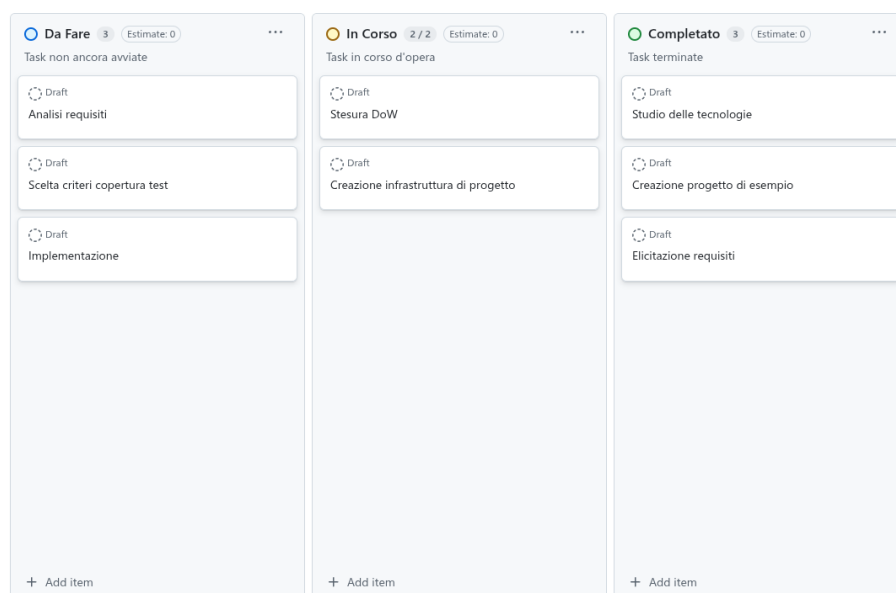 Da Fare 3 Estimate: 0 ...
Task non ancora avviate
Draft
Analisi requisiti
Draft
Scelta criteri copertura test
Draft
Implementazione
+ Add item
In Corso 2 / 2 Estimate: 0 ...
Task in corso d'opera
Draft
Stesura DoW
Draft
Creazione infrastruttura di progetto
+ Add item
Completato 3 Estimate: 0 ...
Task terminate
Draft
Studio delle tecnologie
Draft
Creazione progetto di esempio
Draft
Elicitazione requisiti
+ Add item